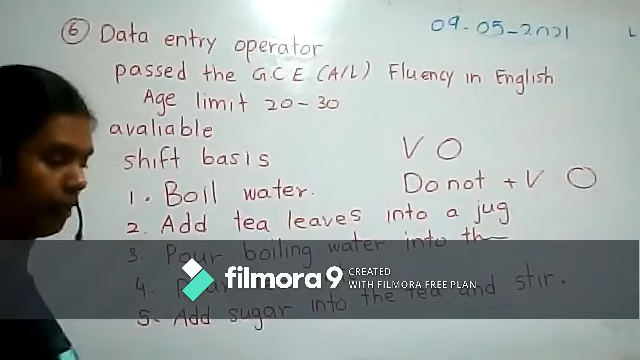 09-05-2021
6 Data entry operator
passed the G.C.E (A/L) Fluency in English
Age limit 20-30
avaliable
shift basis
V O
1. Boil water.
Do not + V O
2. Add tea leaves into a jug
3. Pour boiling water into
4.
5. Add sugar into the tea and stir.
filmora9
CREATED
WITH FILMORA FREE PLAN